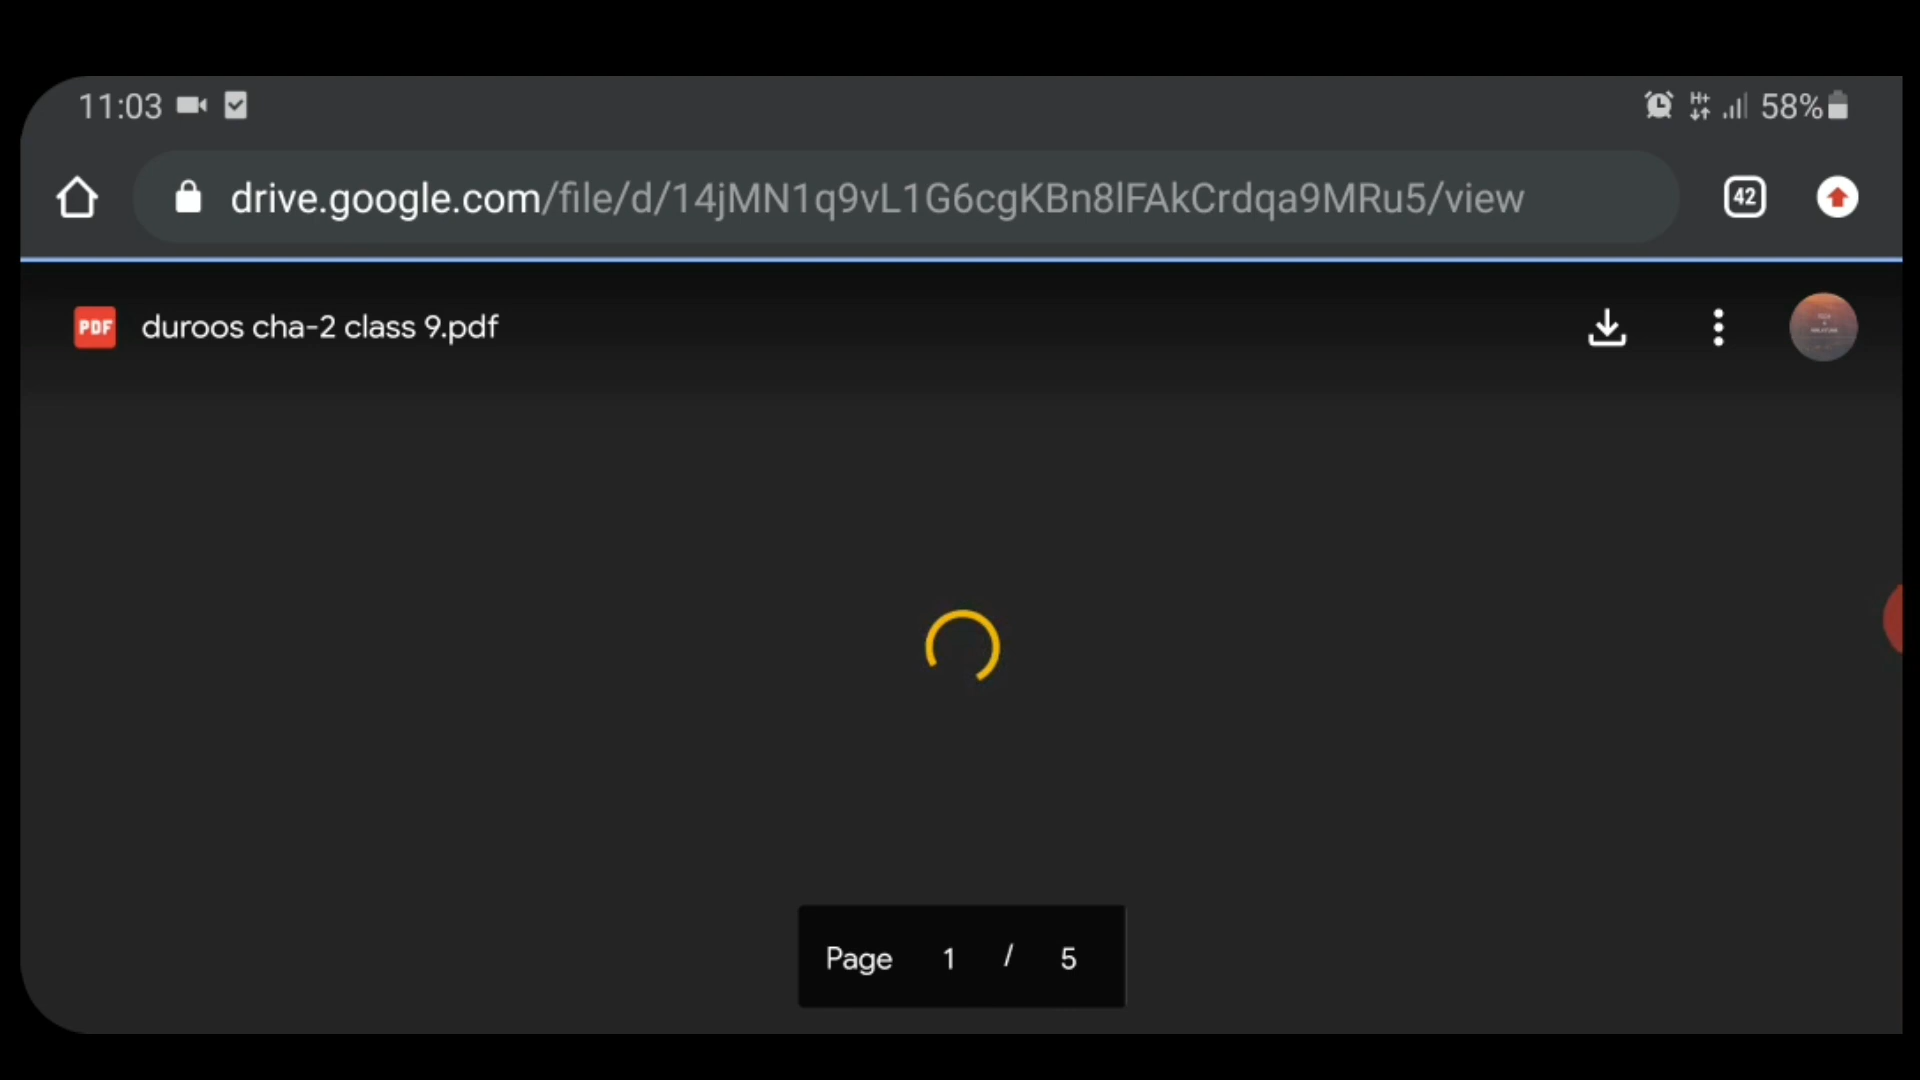 11:03
H+ 58%
drive.google.com/file/d/14jMN1q9vL1G6cgKBn8lFAkCrdqa9MRu5/view
42
PDF duroos cha-2 class 9.pdf
Page 1 / 5